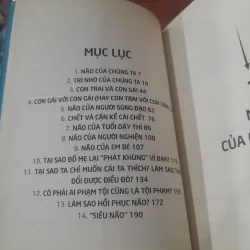 MỤC LỤC
1. NÃO CỦA CHÚNG TA 7
2. TRÍ NHỚ CỦA CHÚNG TA 18
3. CON TRAI VÀ CON GÁI 44
4. CON GÁI VỚI CON GÁI (HAY CON TRAI VỚI CON TRAI)
5. NÃO CỦA NGƯỜI SÙNG ĐẠO 62
6. CHẾT VÀ CẬN KỀ CÁI CHẾT 76
7. NÃO CỦA TUỔI DẬY THÌ 86
8. NÃO CỦA NGƯỜI NGHIỆN 100
9. NÃO CỦA EM BÉ 107
10. TẠI SAO BỐ MẸ LẠI "PHÁT KHÙNG" VÌ BẠN?
11. TẠI SAO TA CHỈ MUỐN CÁI TA THÍCH? LÀM SAO
ĐỔI ĐƯỢC ĐIỀU ĐÓ? 134
12. CÓ PHẢI AI PHẠM TỘI CŨNG LÀ TỘI PHẠM?
13. LÀM SAO HỒI PHỤC NÃO? 174
14. "SIÊU NÃO" 190
N
CỦA C